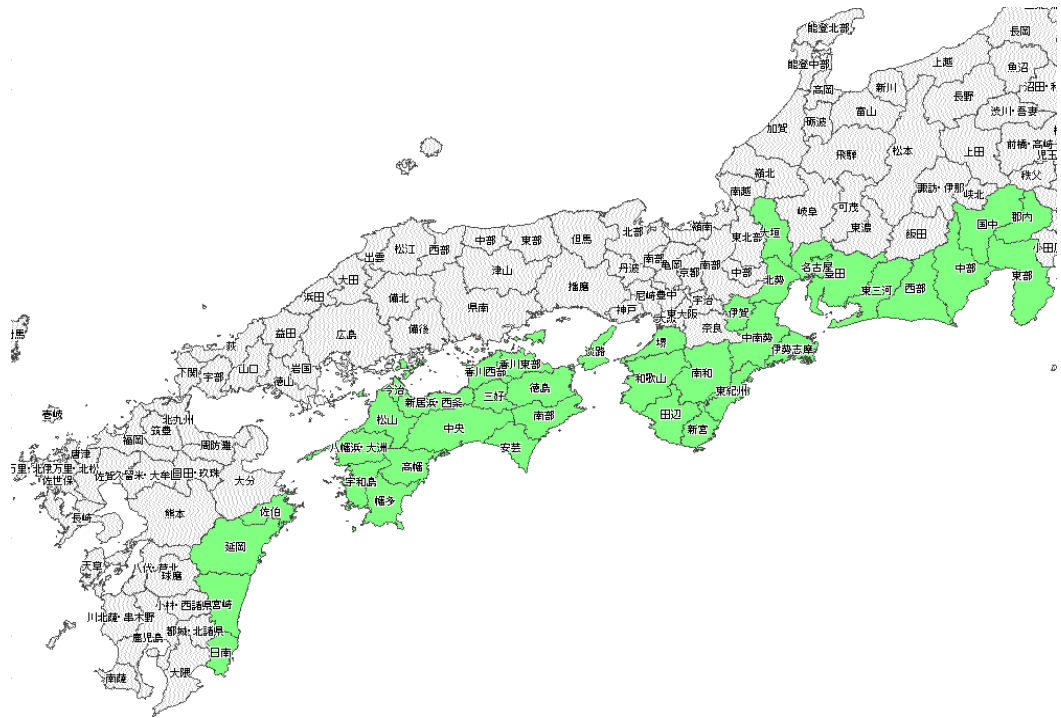 能登北部
長岡
能登中部
上越
魚沼
高岡
新川
長野
富山
砺波
渋川・吾妻
加賀
飛騨
松本
上田
前橋・高崎
児玉
嶺北
秩父
南越
諏訪・伊那
峡北
岐阜
可茂
国中
郡内
東濃
飯田
大垣
東北部
嶺南
北部
但馬
東部
中部
西部
松江
出雲
大田
津山
丹波
南部
亀岡
京都
南部
中部
北勢
名古屋
豊田
中部
東部
浜田
備北
播磨
尼崎
豊中
宇治
東三河
西部
益田
広島
備後
県南
神戸
大阪
東大阪
奈良
伊賀
萩
中南勢
伊勢志摩
淡路
堺
下関
宇部
山口
岩国
徳山
香川西部
香川東部
和歌山
南和
東紀州
今治
新居浜・西条
三好
徳島
田辺
新宮
壱岐
北九州
筑豊
松山
中央
南部
福岡
周防灘
八幡浜・大洲
安芸
唐津
高幡
佐世保
佐賀
久留米・大牟田
日田・玖珠
大分
宇和島
幡多
長崎
熊本
佐伯
延岡
天草
八代・芦北
球磨
小林・西諸県
宮崎
川北薩・串木野
鹿児島
都城・北諸県
日南
大隅
南薩